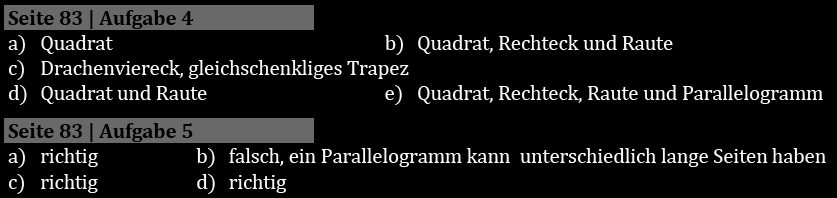 Seite 83 | Aufgabe 4
a) Quadrat b) Quadrat, Rechteck und Raute
c) Drachenviereck, gleichschenkliges Trapez
d) Quadrat und Raute e) Quadrat, Rechteck, Raute und Parallelogramm
Seite 83 | Aufgabe 5
a) richtig b) falsch, ein Parallelogramm kann unterschiedlich lange Seiten haben
c) richtig d) richtig